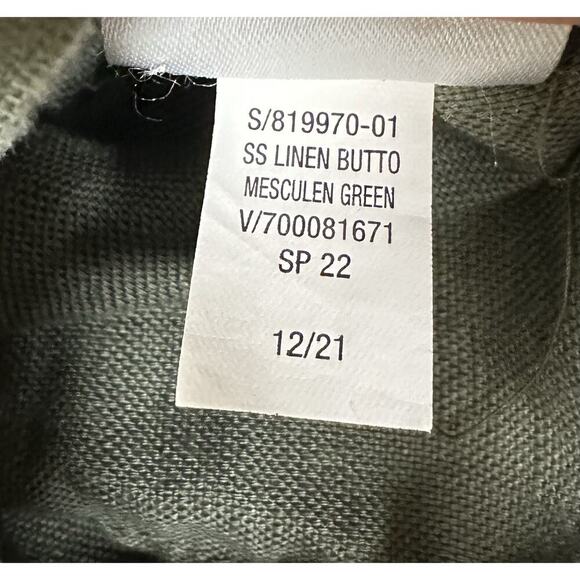 S/819970-01
SS LINEN BUTTO
MESCULEN GREEN
V/700081671
SP 22
12/21